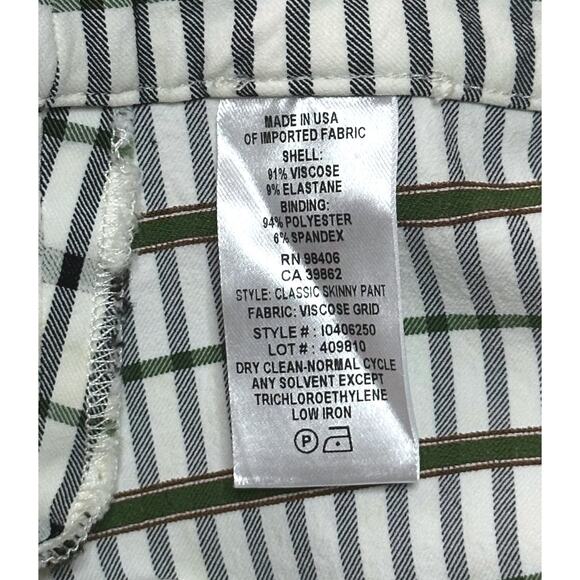 MADE IN USA
OF IMPORTED FABRIC
SHELL:
91% VISCOSE
9% ELASTANE
BINDING:
94% POLYESTER
6% SPANDEX
RN 98406
CA 39862
STYLE: CLASSIC SKINNY PANT
FABRIC: VISCOSE GRID
STYLE # : IO406250
LOT # : 409810
DRY CLEAN-NORMAL CYCLE
ANY SOLVENT EXCEPT
TRICHLOROETHYLENE
LOW IRON
P